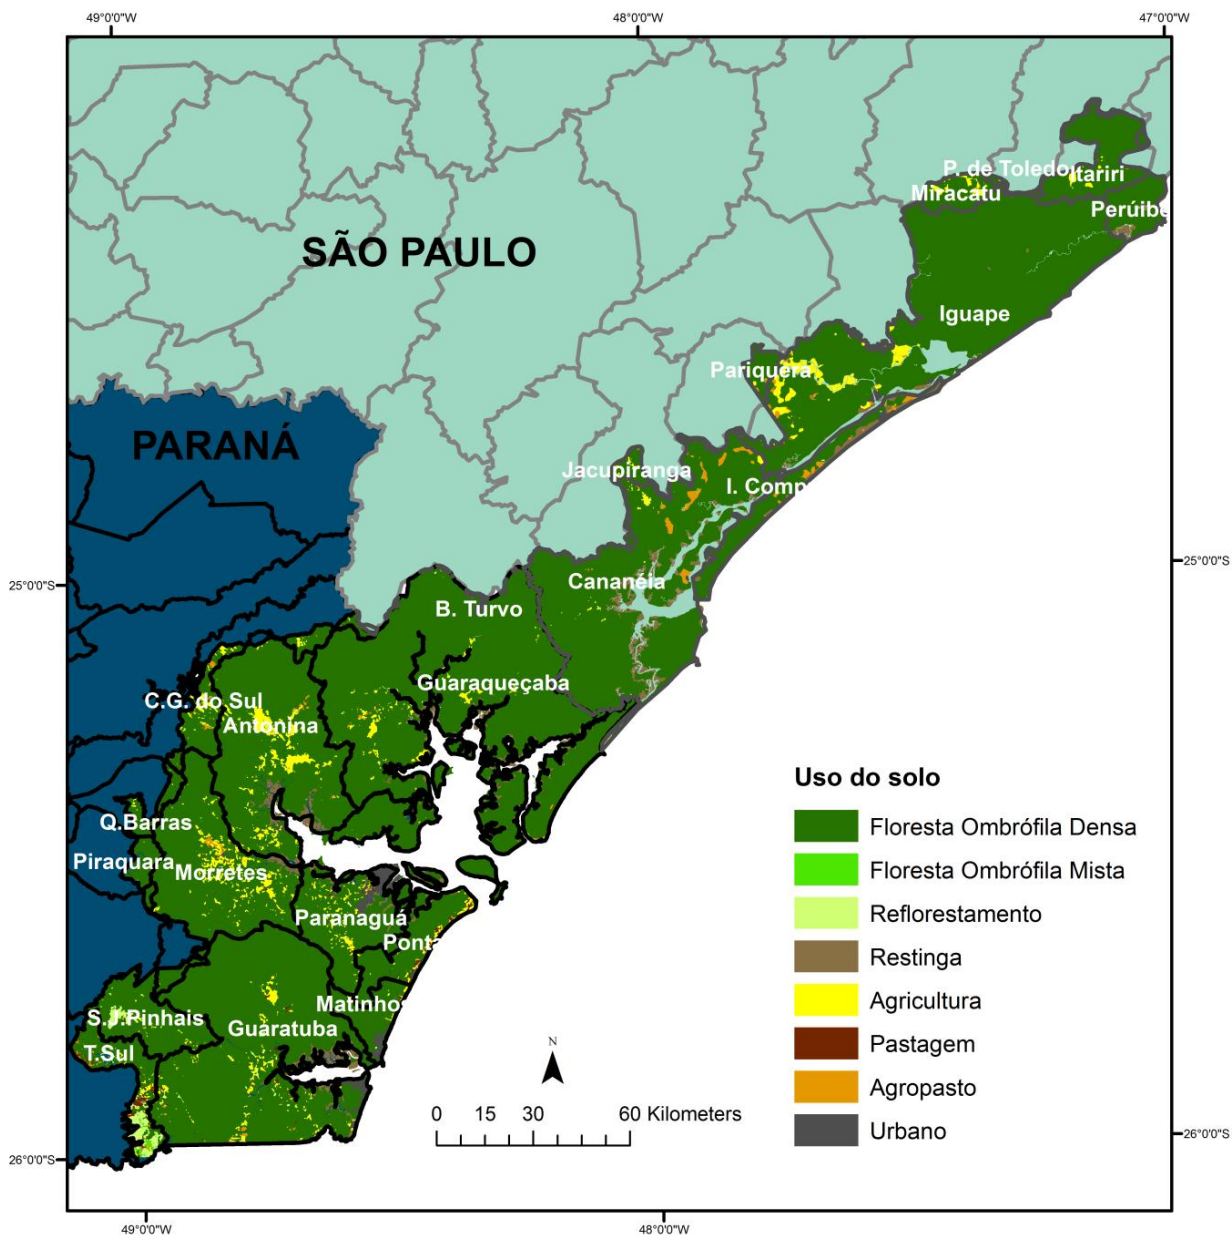 49°0'0"W
48°0'0"W
47°0'0"W
P. de Toledo
Itariri
Miracatu
Perúibe
SÃO PAULO
Iguape
Pariquera
PARANÁ
Jacupiranga
I. Comp
25°0'0"S
25°0'0"S
Cananéia
B. Turvo
Guaraqueçaba
C.G. do Sul
Antonina
Uso do solo
Floresta Ombrófila Densa
Q.Barras
Piraquara
Floresta Ombrófila Mista
Morretes
Reflorestamento
Paranaguá
Ponta
Restinga
Agricultura
Matinhos
S.J.Pinhais
Guaratuba
T.Sul
Pastagem
N
Agropasto
0 15 30 60 Kilometers
Urbano
26°0'0"S
26°0'0"S
49°0'0"W
48°0'0"W